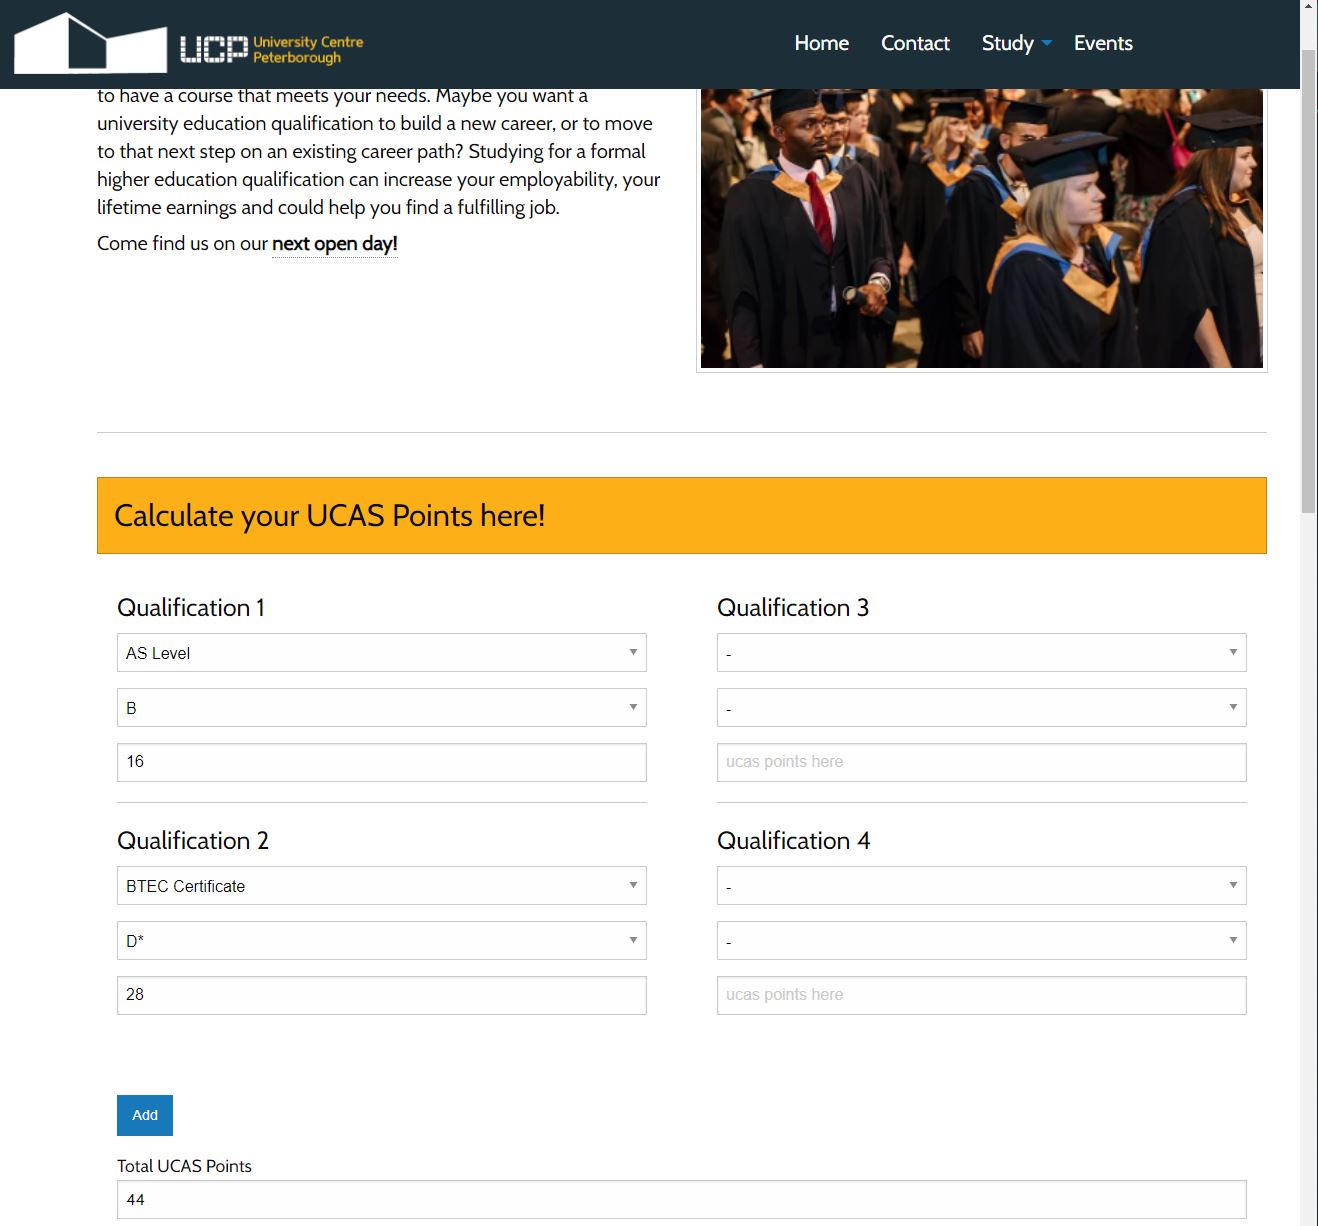 UCP University Centre
Peterborough
Home Contact Study Events
to have a course that meets your needs. Maybe you want a
university education qualification to build a new career, or to move
to that next step on an existing career path? Studying for a formal
higher education qualification can increase your employability, your
lifetime earnings and could help you find a fulfilling job.
Come find us on our next open day!
Calculate your UCAS Points here!
Qualification 1
AS Level
B
16
Qualification 2
BTEC Certificate
D*
28
Qualification 3
-
-
ucas points here
Qualification 4
-
-
ucas points here
Add
Total UCAS Points
44